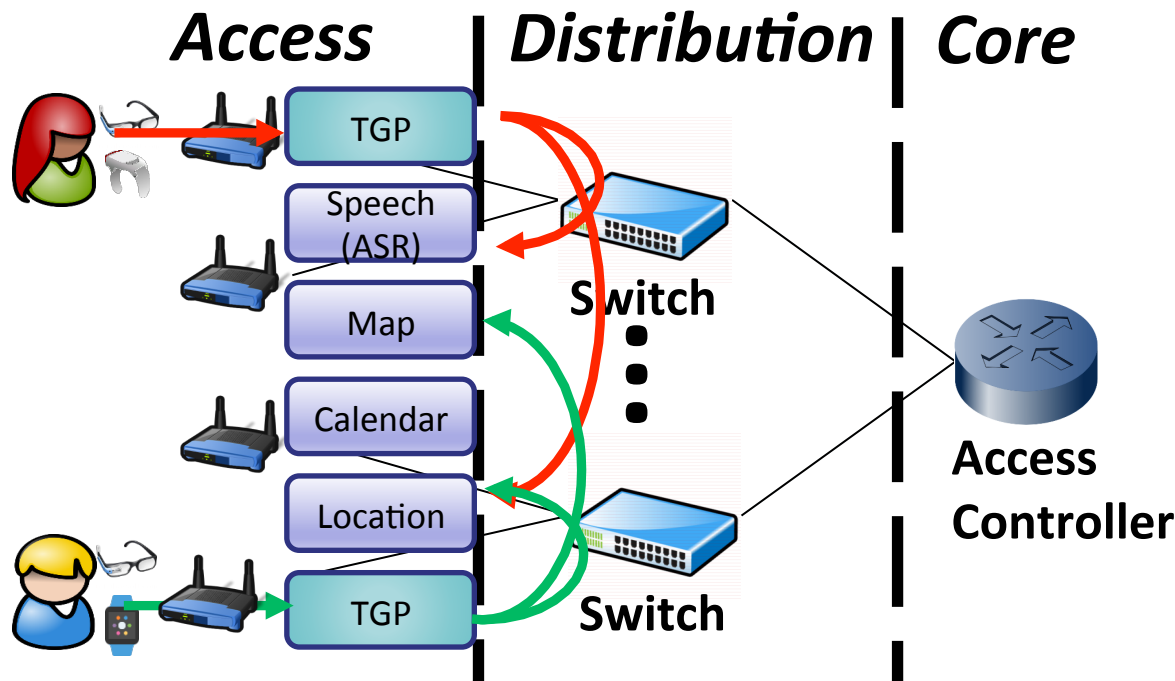 Access
Distribution
Core
TGP
Speech
(ASR)
Map
Calendar
Location
TGP
Switch
Switch
Access
Controller